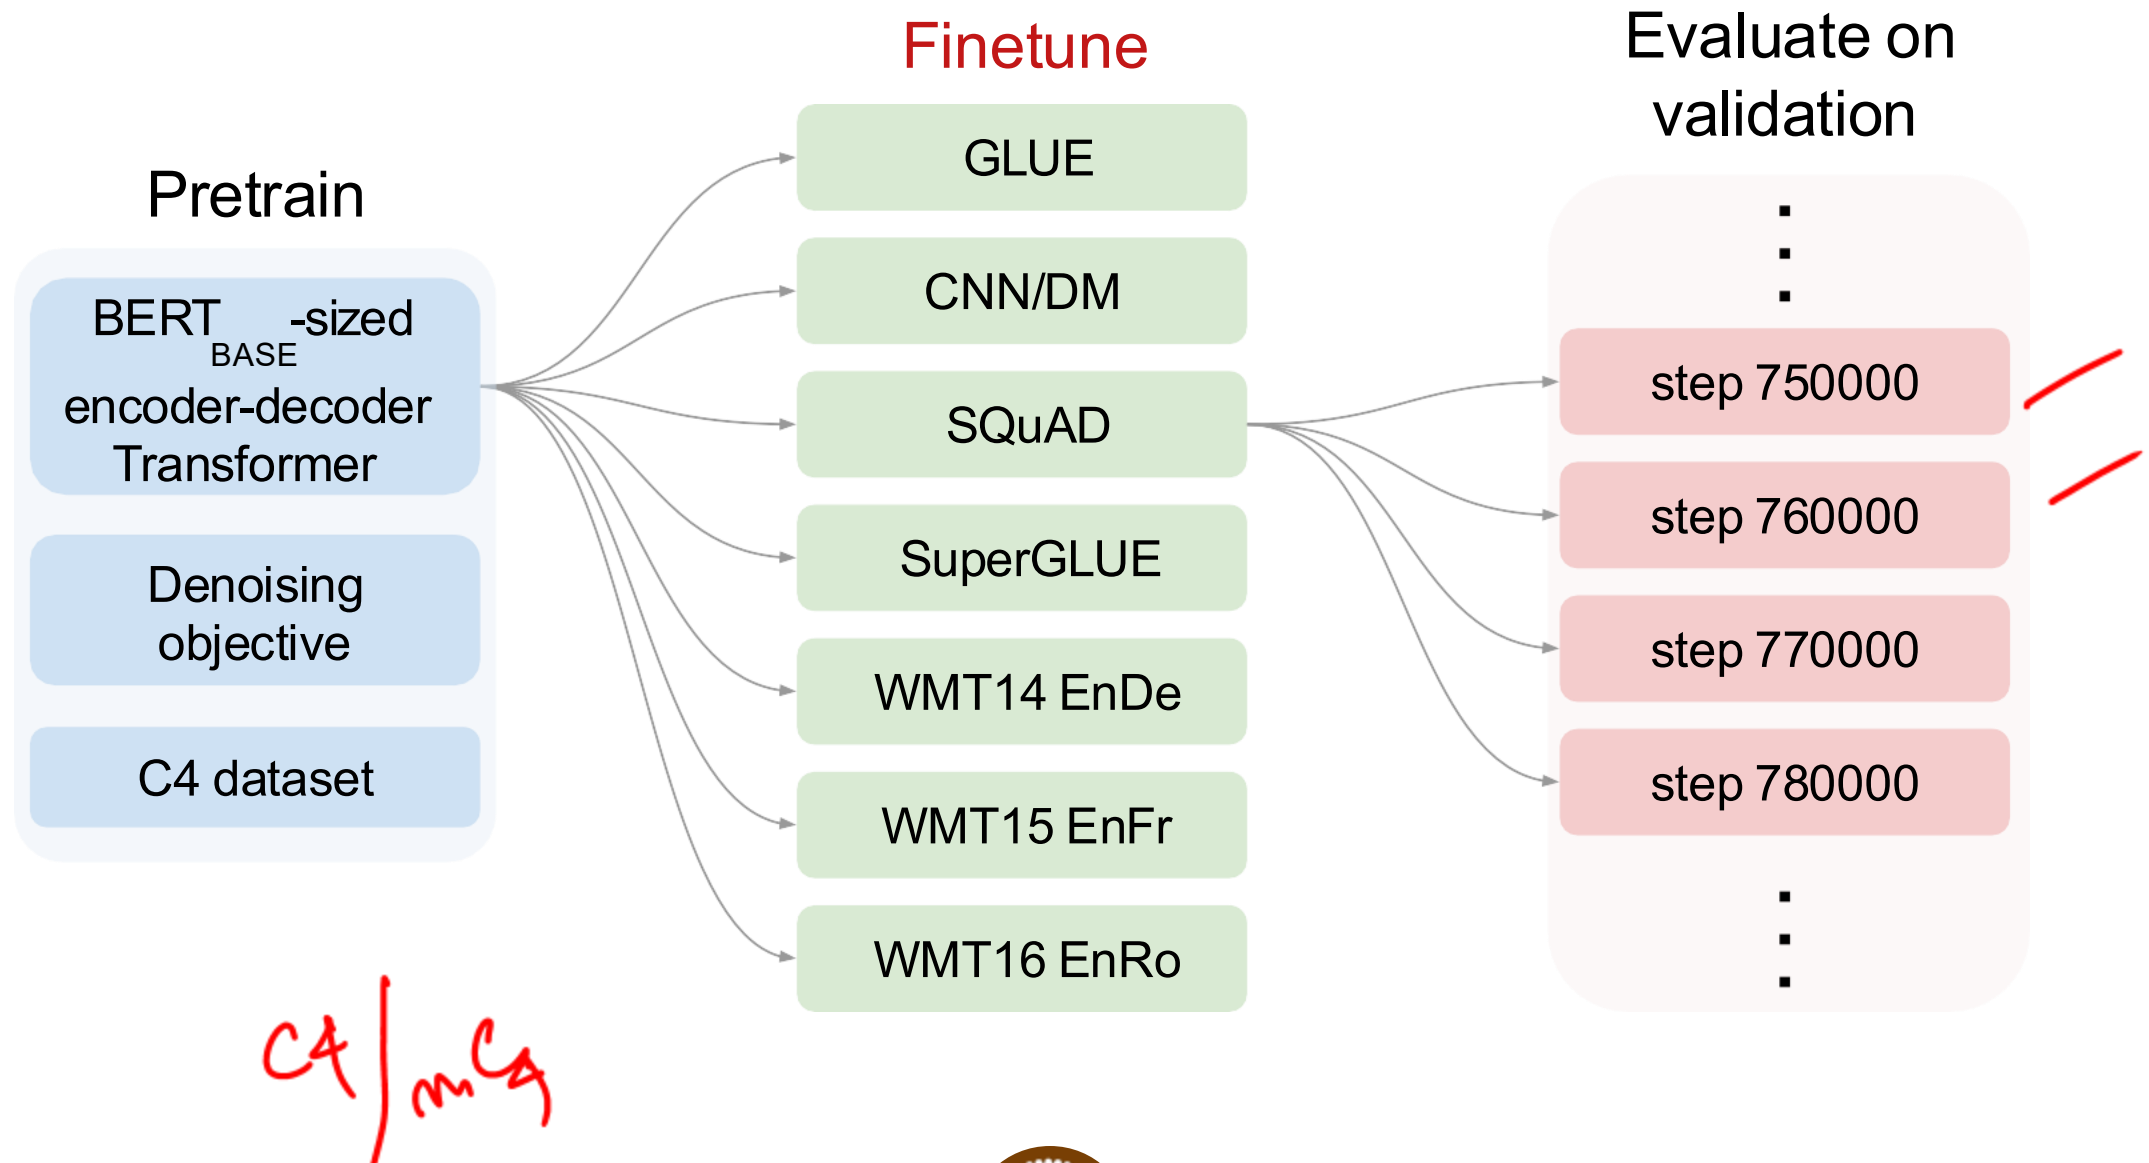 Pretrain
BERT BASE -sized
encoder-decoder
Transformer
Denoising
objective
C4 dataset
Finetune
GLUE
CNN/DM
SQuAD
SuperGLUE
WMT14 EnDe
WMT15 EnFr
WMT16 EnRo
Evaluate on
validation
step 750000
step 760000
step 770000
step 780000
C4 | mC4